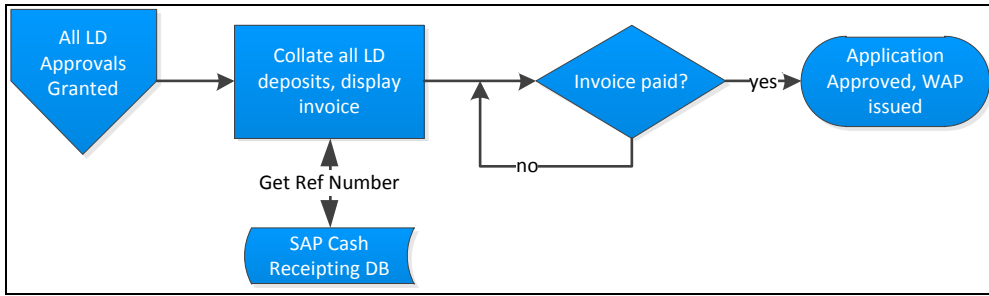 All LD
Approvals
Granted
Collate all LD
deposits, display
invoice
Invoice paid?
yes
Application
Approved, WAP
issued
no
Get Ref Number
SAP Cash
Receipting DB